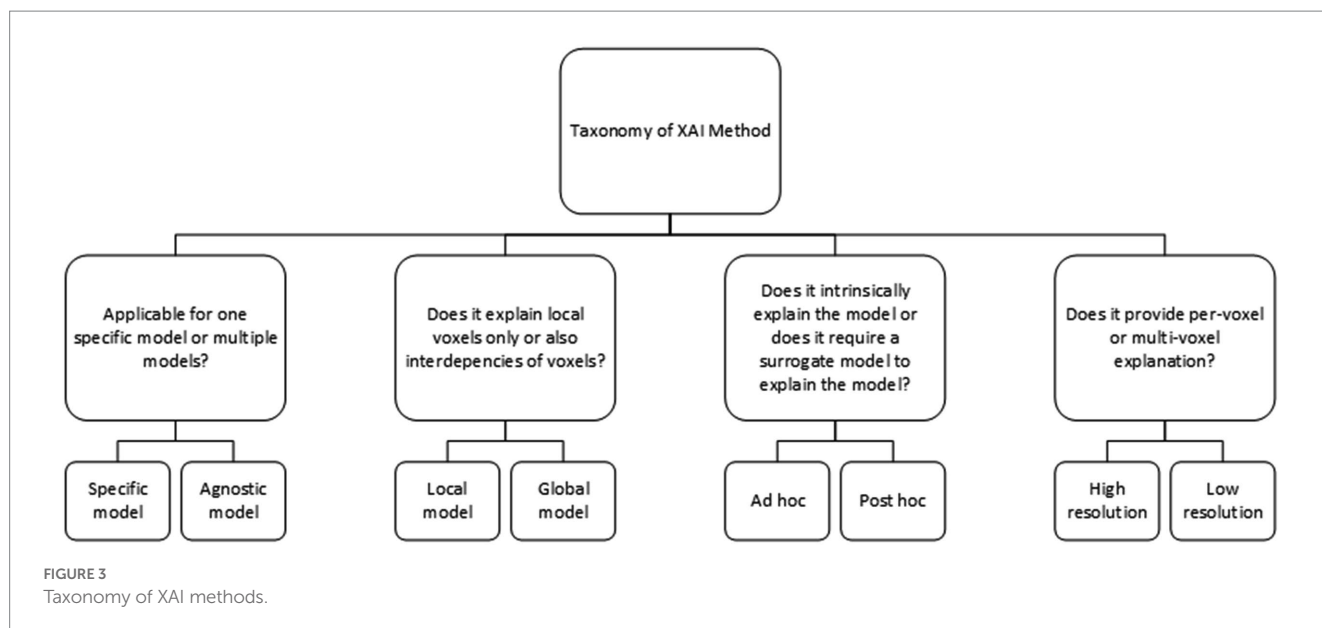 Taxonomy of XAI Method
Applicable for one
specific model or multiple
models?
Does it explain local
voxels only or also
interdepencies of voxels?
Does it intrinsically
explain the model or
does it require a
surrogate model to
explain the model?
Does it provide per-voxel
or multi-voxel
explanation?
Specific
model
Agnostic
model
Local
model
Global
model
Ad hoc
Post hoc
High
resolution
Low
resolution
FIGURE 3
Taxonomy of XAI methods.